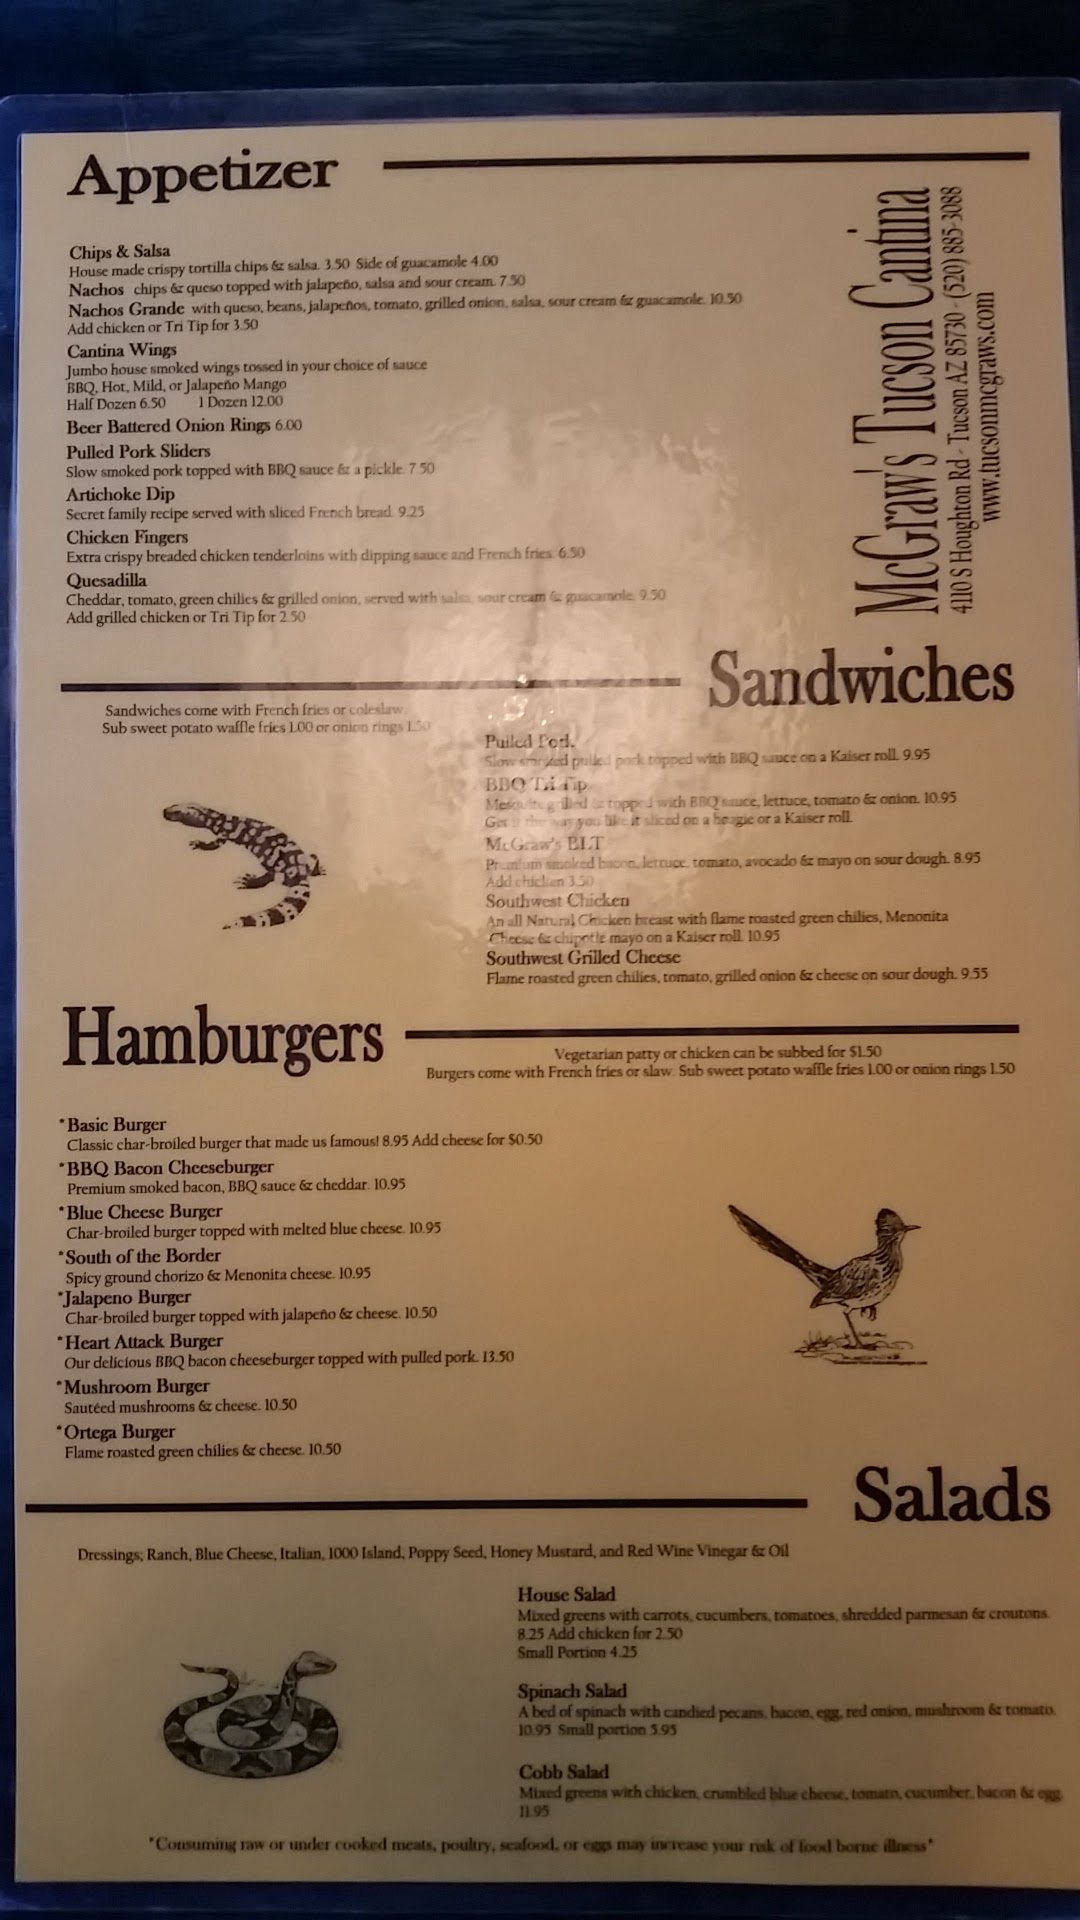 Appetizer
McGraw's Tucson Cantina
4110 S Houghton Rd - Tucson AZ 85730 - (520) 885-3088
www.tucsonmcgraws.com
Chips & Salsa
House made crispy tortilla chips & salsa. 3.50 Side of guacamole 4.00
Nachos chips & queso topped with jalapeño, salsa and sour cream. 7.50
Nachos Grande with queso, beans, jalapeños, tomato, grilled onion, salsa, sour cream & guacamole. 10.50
Add chicken or Tri Tip for 3.50
Cantina Wings
Jumbo house smoked wings tossed in your choice of sauce
BBQ, Hot, Mild, or Jalapeño Mango
Half Dozen 6.50 1 Dozen 12.00
Beer Battered Onion Rings 6.00
Pulled Pork Sliders
Slow smoked pork topped with BBQ sauce & a pickle. 7.50
Artichoke Dip
Secret family recipe served with sliced French bread. 9.25
Chicken Fingers
Extra crispy breaded chicken tenderloins with dipping sauce and French fries. 6.50
Quesadilla
Cheddar, tomato, green chilies & grilled onion, served with salsa, sour cream & guacamole. 9.50
Add grilled chicken or Tri Tip for 2.50
Sandwiches
Sandwiches come with French fries or coleslaw.
Sub sweet potato waffle fries 1.00 or onion rings 1.50
Pulled Pork
Slow smoked pulled pork topped with BBQ sauce on a Kaiser roll. 9.95
BBQ Tri Tip
Mesquite grilled & topped with BBQ sauce, lettuce, tomato & onion. 10.95
Get it the way you like it sliced on a hougie or a Kaiser roll.
McGraw's BLT
Premium smoked bacon, lettuce, tomato, avocado & mayo on sour dough. 8.95
Add chicken 3.50
Southwest Chicken
An all Natural Chicken breast with flame roasted green chilies, Menonita
Cheese & chipotle mayo on a Kaiser roll. 10.95
Southwest Grilled Cheese
Flame roasted green chilies, tomato, grilled onion & cheese on sour dough. 9.55
Hamburgers
Vegetarian patty or chicken can be subbed for $1.50
Burgers come with French fries or slaw. Sub sweet potato waffle fries 1.00 or onion rings 1.50
*Basic Burger
Classic char-broiled burger that made us famous! 8.95 Add cheese for $0.50
*BBQ Bacon Cheeseburger
Premium smoked bacon, BBQ sauce & cheddar. 10.95
*Blue Cheese Burger
Char-broiled burger topped with melted blue cheese. 10.95
*South of the Border
Spicy ground chorizo & Menonita cheese. 10.95
*Jalapeno Burger
Char-broiled burger topped with jalapeño & cheese. 10.50
*Heart Attack Burger
Our delicious BBQ bacon cheeseburger topped with pulled pork. 13.50
*Mushroom Burger
Sautéed mushrooms & cheese. 10.50
*Ortega Burger
Flame roasted green chilies & cheese. 10.50
Salads
Dressings; Ranch, Blue Cheese, Italian, 1000 Island, Poppy Seed, Honey Mustard, and Red Wine Vinegar & Oil
House Salad
Mixed greens with carrots, cucumbers, tomatoes, shredded parmesan & croutons.
8.25 Add chicken for 2.50
Small Portion 4.25
Spinach Salad
A bed of spinach with candied pecans, bacon, egg, red onion, mushroom & tomato.
10.95 Small portion 5.95
Cobb Salad
Mixed greens with chicken, crumbled blue cheese, tomato, cucumber, bacon & egg.
11.95
*Consuming raw or under cooked meats, poultry, seafood, or eggs may increase your risk of food borne illness*